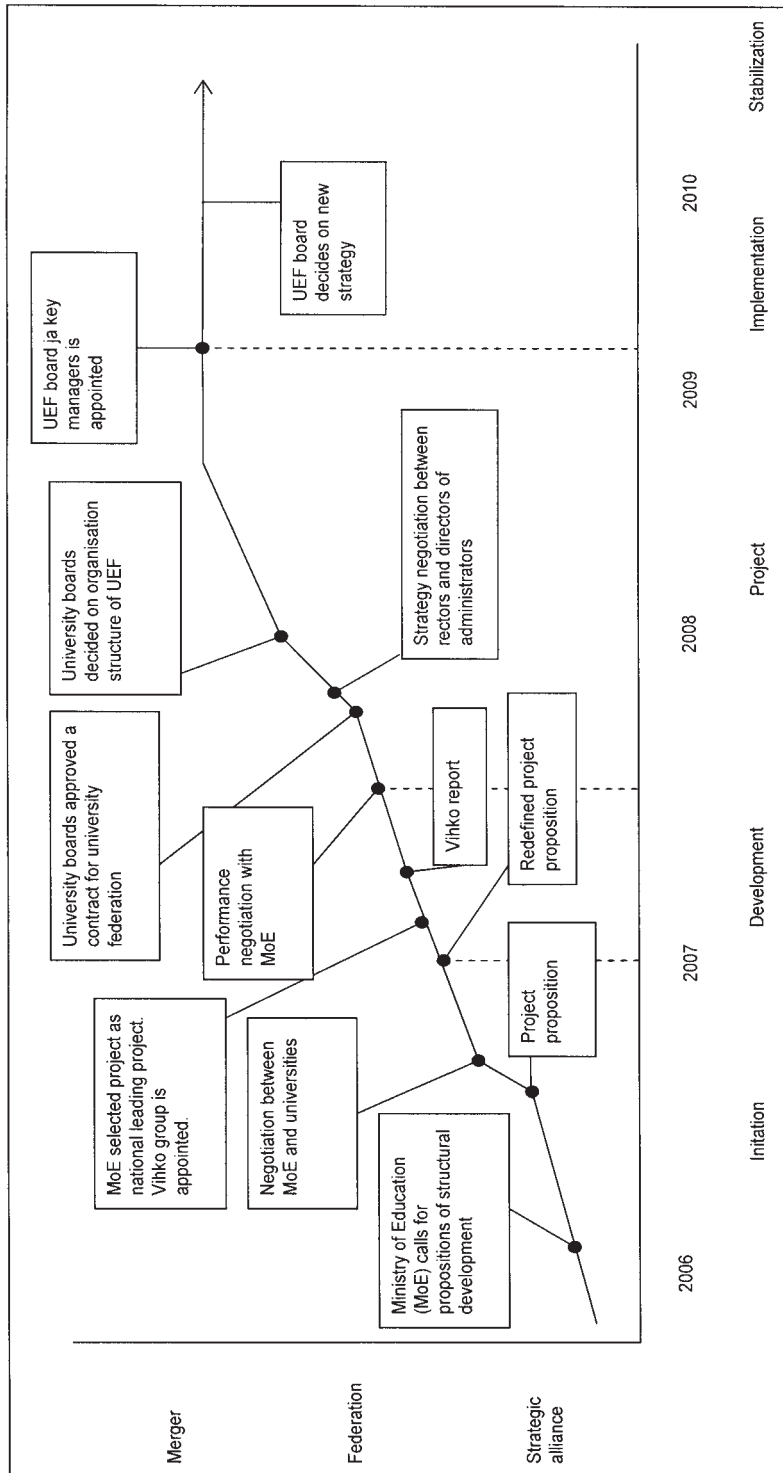 Merger
Federation
Strategic
alliance
Ministry of Education
(MoE) calls for
propositions of structural
development
Negotiation between
MoE and universities
MoE selected project as
national leading project.
Vihko group is
appointed.
Performance
negotiation with
MoE
University boards approved a
contract for university
federation
University boards
decided on organisation
structure of UEF
UEF board ja key
managers is
appointed
Project
proposition
Redefined project
proposition
Vihko report
Strategy negotiation between
rectors and directors of
administrators
UEF board
decides on new
strategy
2006
2007
2008
2009
2010
Initation
Development
Project
Implementation
Stabilization